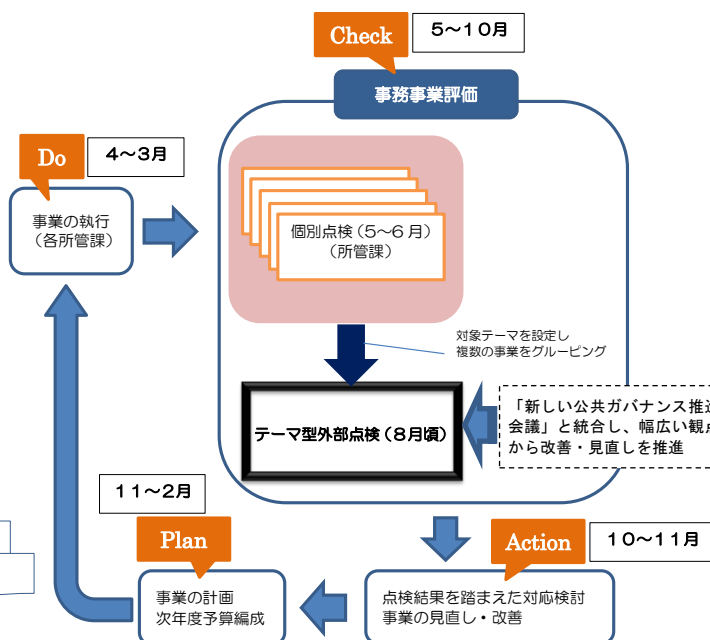 Check
5～10月
事務事業評価
Do
4～3月
事業の執行
（各所管課）
個別点検（5～6月）
（所管課）
対象テーマを設定し
複数の事業をグルーピング
テーマ型外部点検（8月頃）
「新しい公共ガバナンス推進
会議」と統合し、幅広い観点
から改善・見直しを推進
11～2月
Plan
事業の計画
次年度予算編成
Action
10～11月
点検結果を踏まえた対応検討
事業の見直し・改善